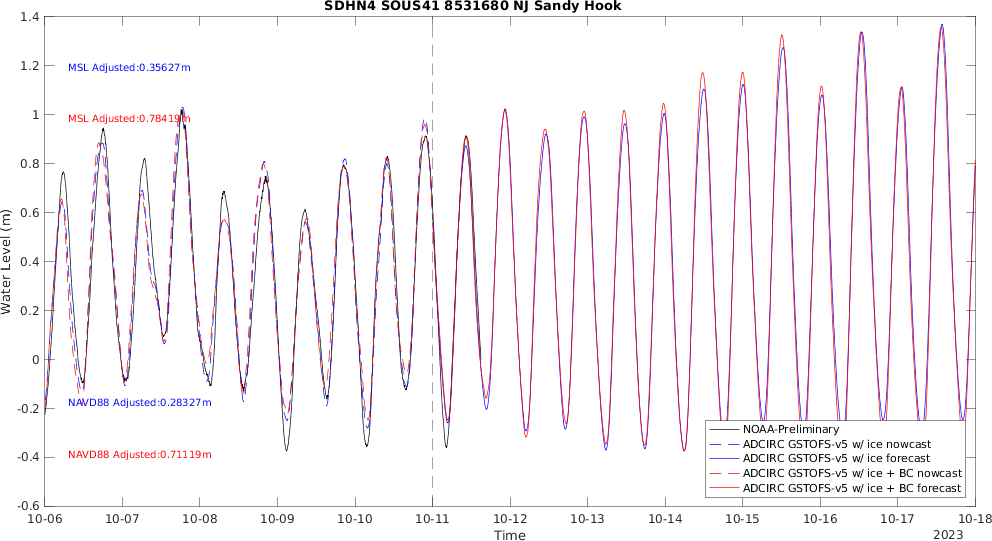 SDHN4 SOUS41 8531680 NJ Sandy Hook
Water Level (m)
1.4
1.2
1
0.8
0.6
0.4
0.2
0
-0.2
-0.4
-0.6
MSL Adjusted:0.35627m
MSL Adjusted:0.78419m
NAVD88 Adjusted:0.28327m
NAVD88 Adjusted:0.71119m
NOAA-Preliminary
ADCIRC GSTOFS-v5 w/ ice nowcast
ADCIRC GSTOFS-v5 w/ ice forecast
ADCIRC GSTOFS-v5 w/ ice + BC nowcast
ADCIRC GSTOFS-v5 w/ ice + BC forecast
10-06 10-07 10-08 10-09 10-10 10-11 10-12 10-13 10-14 10-15 10-16 10-17 10-18
Time
2023